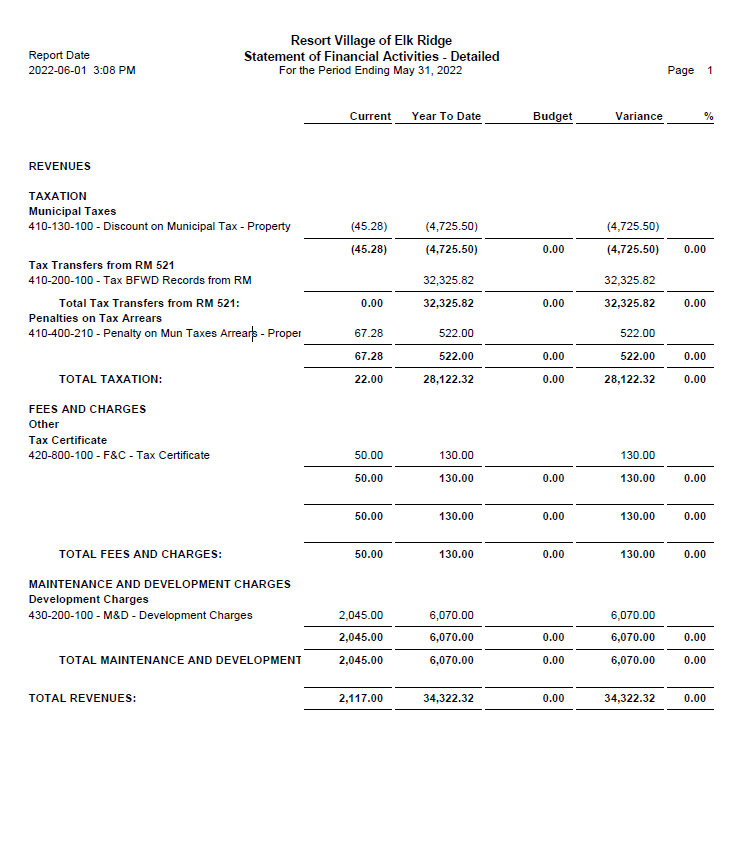 Resort Village of Elk Ridge
Report Date Statement of Financial Activities - Detailed
2022-06-01 3:08 PM For the Period Ending May 31, 2022 Page 1
Current Year To Date Budget Variance %
REVENUES
TAXATION
Municipal Taxes
410-130-100 - Discount on Municipal Tax - Property (45.28) (4,725.50) (4,725.50)
(45.28) (4,725.50) 0.00 (4,725.50) 0.00
Tax Transfers from RM 521
410-200-100 - Tax BFWD Records from RM 32,325.82 32,325.82
Total Tax Transfers from RM 521: 0.00 32,325.82 0.00 32,325.82 0.00
Penalties on Tax Arrears
410-400-210 - Penalty on Mun Taxes Arrears - Proper 67.28 522.00 522.00
67.28 522.00 0.00 522.00 0.00
TOTAL TAXATION: 22.00 28,122.32 0.00 28,122.32 0.00
FEES AND CHARGES
Other
Tax Certificate
420-800-100 - F&C - Tax Certificate 50.00 130.00 130.00
50.00 130.00 0.00 130.00 0.00
50.00 130.00 0.00 130.00 0.00
TOTAL FEES AND CHARGES: 50.00 130.00 0.00 130.00 0.00
MAINTENANCE AND DEVELOPMENT CHARGES
Development Charges
430-200-100 - M&D - Development Charges 2,045.00 6,070.00 6,070.00
2,045.00 6,070.00 0.00 6,070.00 0.00
TOTAL MAINTENANCE AND DEVELOPMENT 2,045.00 6,070.00 0.00 6,070.00 0.00
TOTAL REVENUES: 2,117.00 34,322.32 0.00 34,322.32 0.00